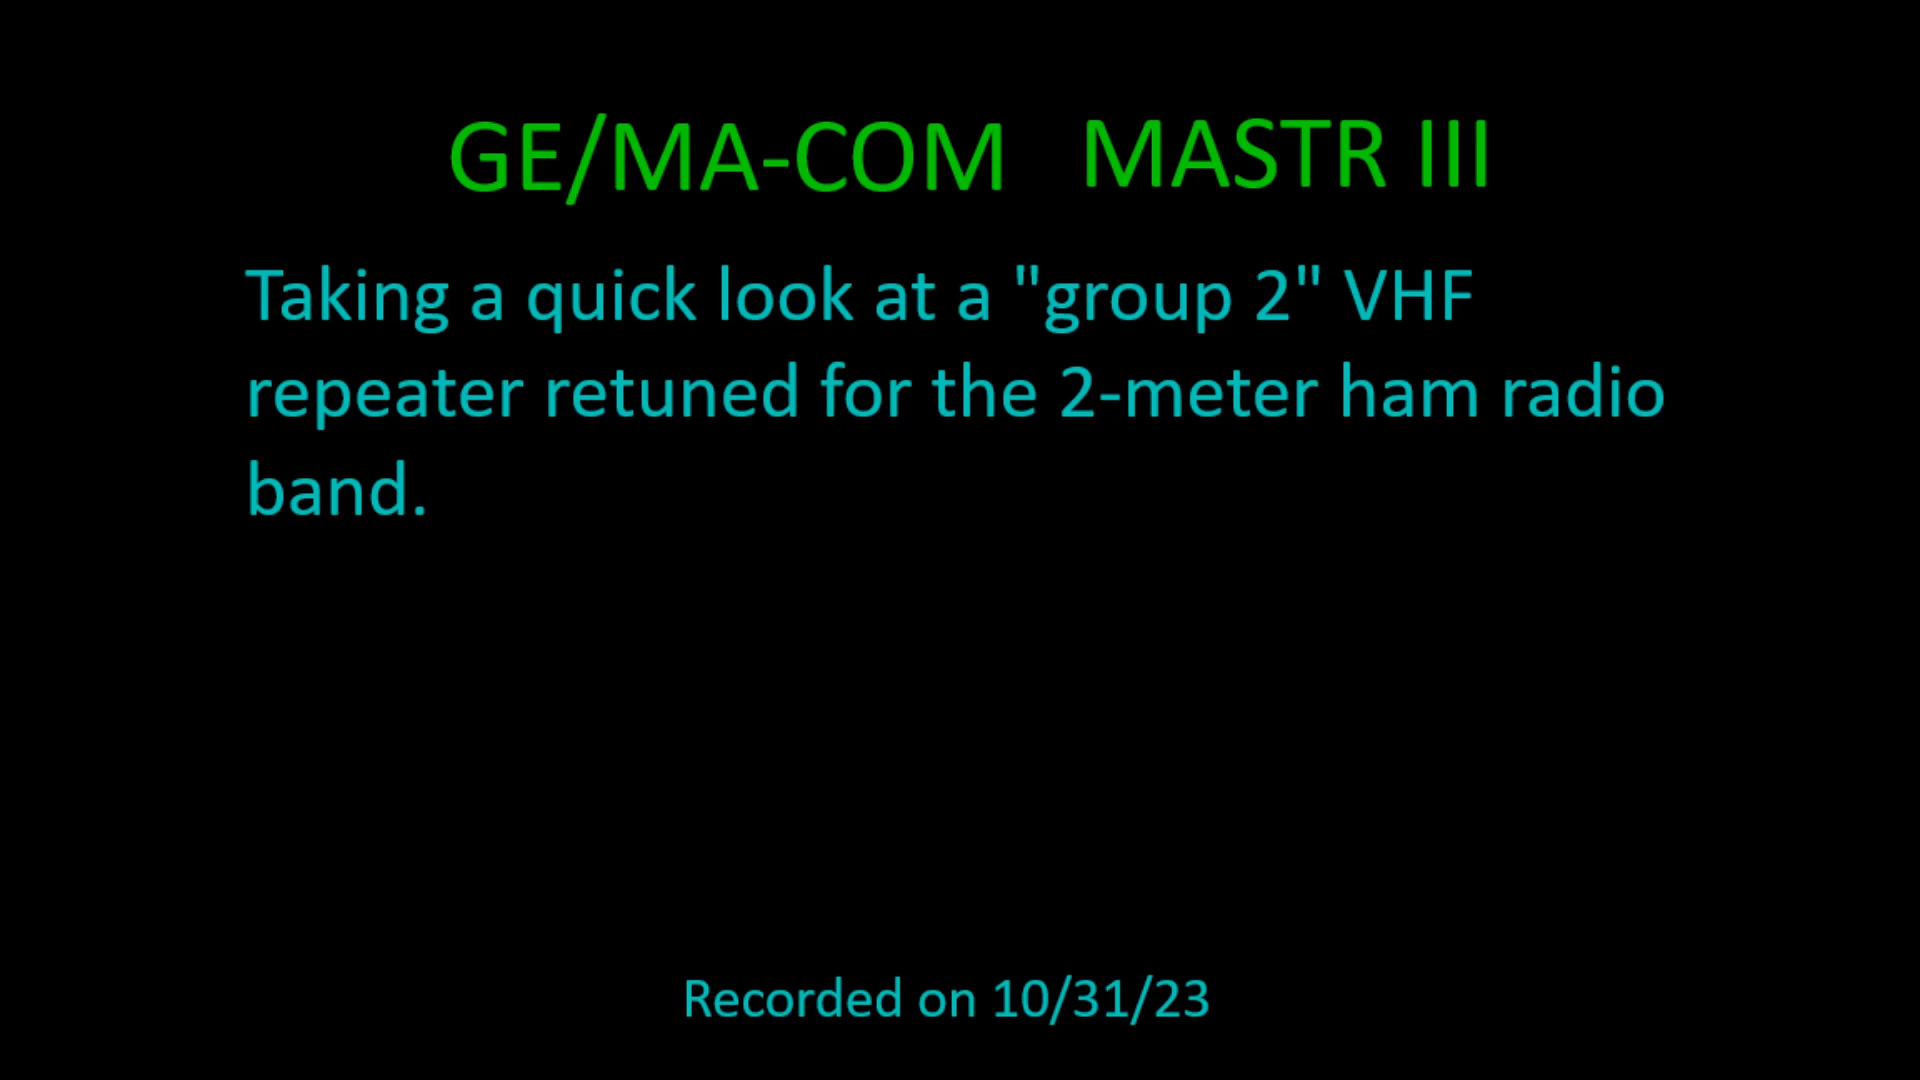 GE/MA-COM MASTR III
Taking a quick look at a "group 2" VHF
repeater retuned for the 2-meter ham radio
band.
Recorded on 10/31/23